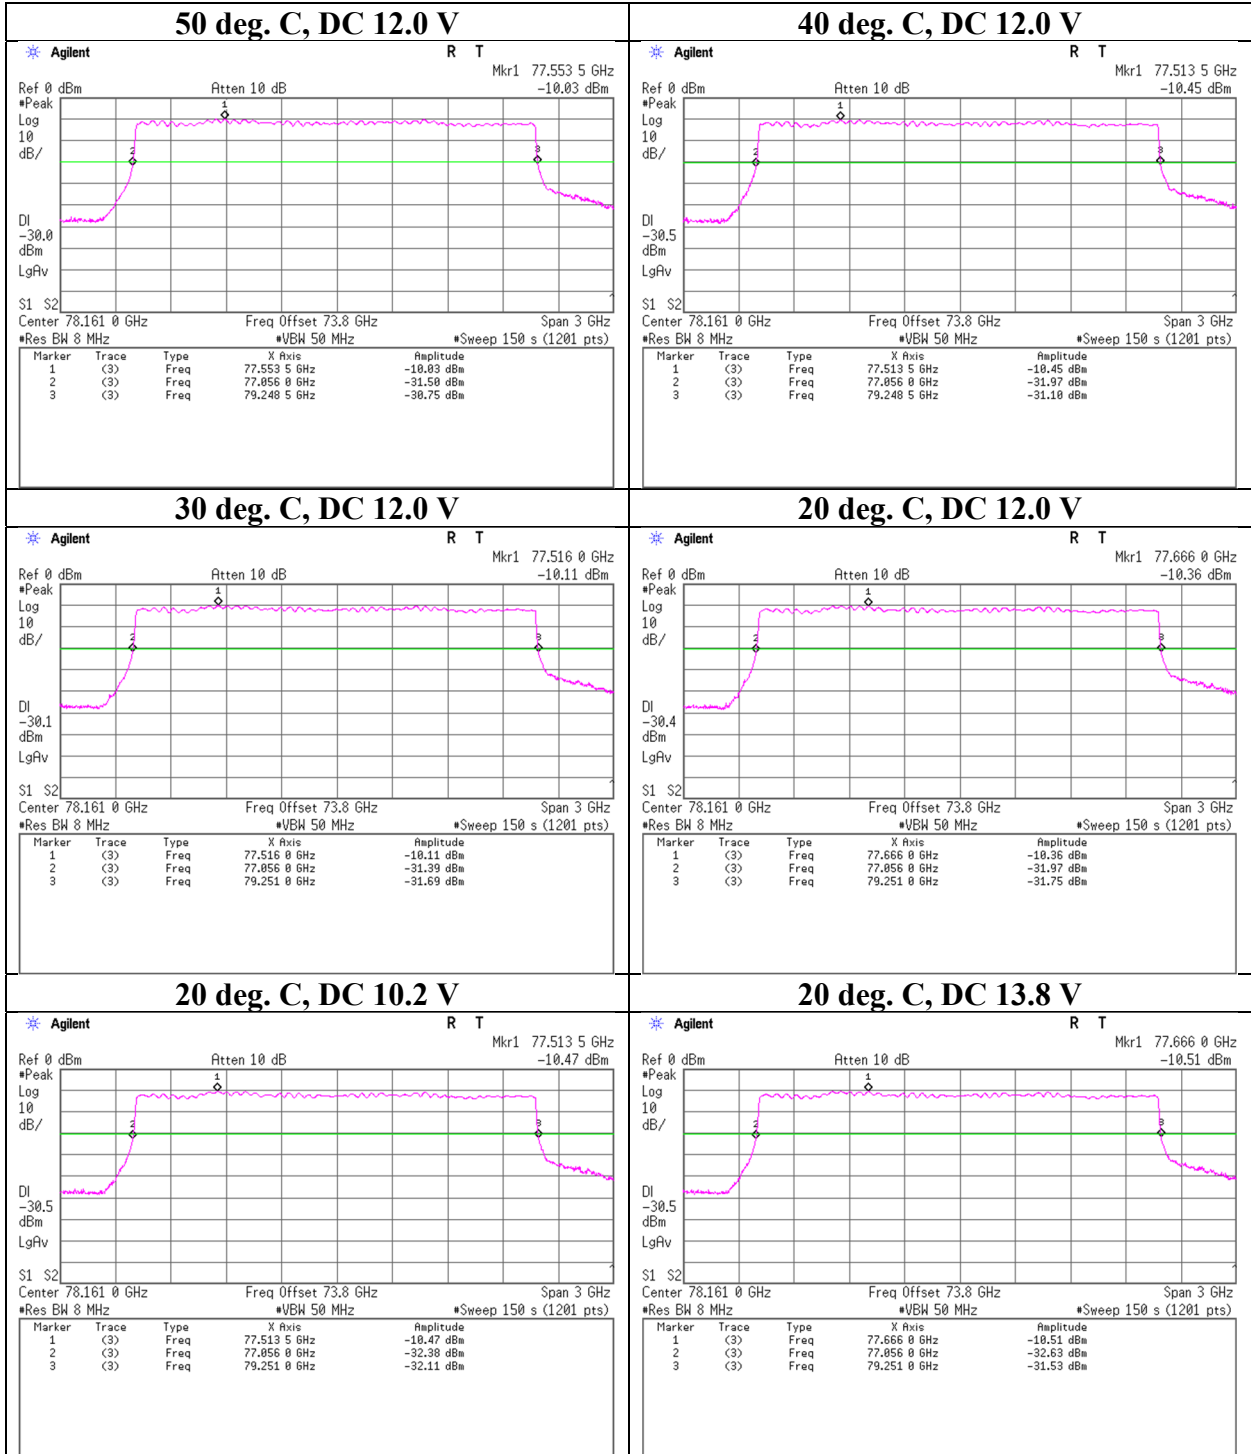 50 deg. C, DC 12.0 V
Agilent R T
Mkr1 77.553 5 GHz
Ref 0 dBm Atten 10 dB -10.03 dBm
#Peak
Log
10
dB/
1
2
3
DI
-30.0
dBm
LgAv
S1 S2
Center 78.161 0 GHz Freq Offset 73.8 GHz Span 3 GHz
#Res BW 8 MHz #VBW 50 MHz #Sweep 150 s (1201 pts)
Marker Trace Type X Axis Amplitude
1 (3) Freq 77.553 5 GHz -10.03 dBm
2 (3) Freq 77.056 0 GHz -31.50 dBm
3 (3) Freq 79.248 5 GHz -30.75 dBm
40 deg. C, DC 12.0 V
Agilent R T
Mkr1 77.513 5 GHz
Ref 0 dBm Atten 10 dB -10.45 dBm
#Peak
Log
10
dB/
1
2
3
DI
-30.5
dBm
LgAv
S1 S2
Center 78.161 0 GHz Freq Offset 73.8 GHz Span 3 GHz
#Res BW 8 MHz #VBW 50 MHz #Sweep 150 s (1201 pts)
Marker Trace Type X Axis Amplitude
1 (3) Freq 77.513 5 GHz -10.45 dBm
2 (3) Freq 77.056 0 GHz -31.97 dBm
3 (3) Freq 79.248 5 GHz -31.10 dBm
30 deg. C, DC 12.0 V
Agilent R T
Mkr1 77.516 0 GHz
Ref 0 dBm Atten 10 dB -10.11 dBm
#Peak
Log
10
dB/
1
2
3
DI
-30.1
dBm
LgAv
S1 S2
Center 78.161 0 GHz Freq Offset 73.8 GHz Span 3 GHz
#Res BW 8 MHz #VBW 50 MHz #Sweep 150 s (1201 pts)
Marker Trace Type X Axis Amplitude
1 (3) Freq 77.516 0 GHz -10.11 dBm
2 (3) Freq 77.056 0 GHz -31.39 dBm
3 (3) Freq 79.251 0 GHz -31.69 dBm
20 deg. C, DC 12.0 V
Agilent R T
Mkr1 77.666 0 GHz
Ref 0 dBm Atten 10 dB -10.36 dBm
#Peak
Log
10
dB/
1
2
3
DI
-30.4
dBm
LgAv
S1 S2
Center 78.161 0 GHz Freq Offset 73.8 GHz Span 3 GHz
#Res BW 8 MHz #VBW 50 MHz #Sweep 150 s (1201 pts)
Marker Trace Type X Axis Amplitude
1 (3) Freq 77.666 0 GHz -10.36 dBm
2 (3) Freq 77.056 0 GHz -31.97 dBm
3 (3) Freq 79.251 0 GHz -31.75 dBm
20 deg. C, DC 10.2 V
Agilent R T
Mkr1 77.513 5 GHz
Ref 0 dBm Atten 10 dB -10.47 dBm
#Peak
Log
10
dB/
1
2
3
DI
-30.5
dBm
LgAv
S1 S2
Center 78.161 0 GHz Freq Offset 73.8 GHz Span 3 GHz
#Res BW 8 MHz #VBW 50 MHz #Sweep 150 s (1201 pts)
Marker Trace Type X Axis Amplitude
1 (3) Freq 77.513 5 GHz -10.47 dBm
2 (3) Freq 77.056 0 GHz -32.38 dBm
3 (3) Freq 79.251 0 GHz -32.11 dBm
20 deg. C, DC 13.8 V
Agilent R T
Mkr1 77.666 0 GHz
Ref 0 dBm Atten 10 dB -10.51 dBm
#Peak
Log
10
dB/
1
2
3
DI
-30.5
dBm
LgAv
S1 S2
Center 78.161 0 GHz Freq Offset 73.8 GHz Span 3 GHz
#Res BW 8 MHz #VBW 50 MHz #Sweep 150 s (1201 pts)
Marker Trace Type X Axis Amplitude
1 (3) Freq 77.666 0 GHz -10.51 dBm
2 (3) Freq 77.056 0 GHz -32.63 dBm
3 (3) Freq 79.251 0 GHz -31.53 dBm